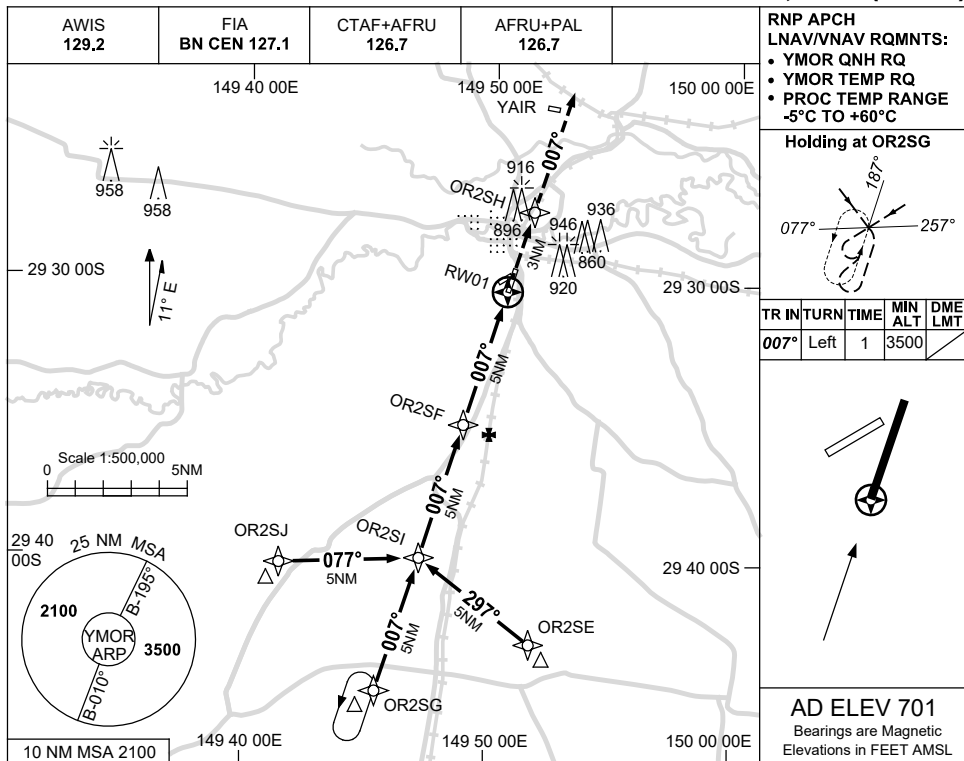 AWIS
129.2
FIA
BN CEN 127.1
CTAF+AFRU
126.7
AFRU+PAL
126.7
RNP APCH
LNAV/VNAV RQMNTS:
• YMOR QNH RQ
• YMOR TEMP RQ
• PROC TEMP RANGE
-5°C TO +60°C
149 40 00E
149 50 00E
150 00 00E
YAIR
007°
958
958
916
OR2SH
896
946
936
860
920
3NM
RW01
29 30 00S
29 30 00S
11° E
Holding at OR2SG
187°
077°
257°
TR IN
TURN
TIME
MIN ALT
DME LMT
007°
Left
1
3500
007°
5NM
OR2SF
Scale 1:500,000
0
5NM
007°
5NM
OR2SJ
OR2SI
29 40
00S
077°
5NM
29 40 00S
297°
5NM
OR2SE
007°
5NM
OR2SG
25 NM MSA
2100
B-195°
YMOR
ARP
3500
B-010°
10 NM MSA 2100
149 40 00E
149 50 00E
150 00 00E
AD ELEV 701
Bearings are Magnetic
Elevations in FEET AMSL